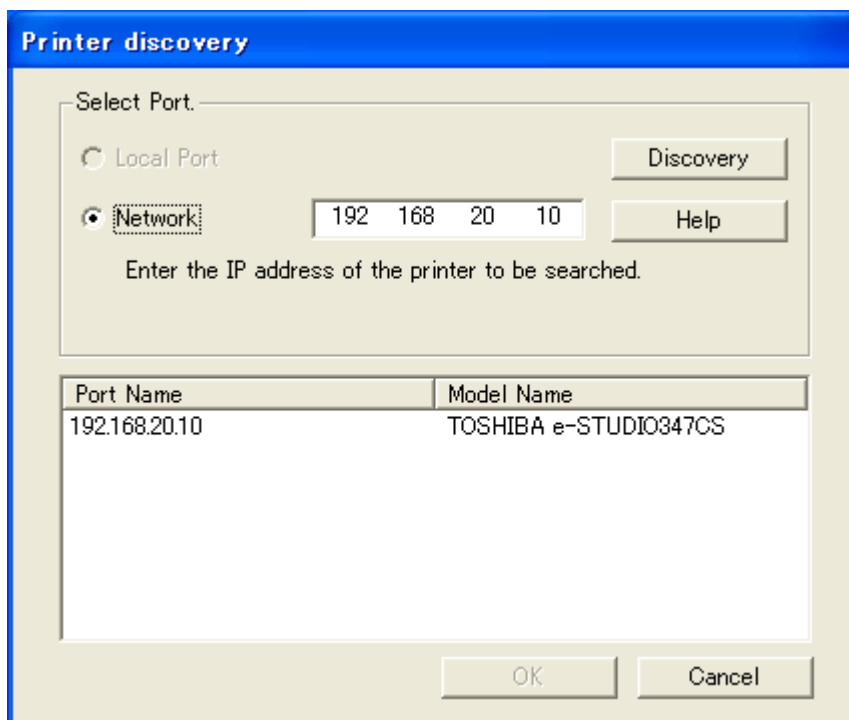 Printer discovery
Select Port.
Local Port
Discovery
Network
192 168 20 10
Help
Enter the IP address of the printer to be searched.
Port Name Model Name
192.168.20.10 TOSHIBA e-STUDIO347CS
OK Cancel